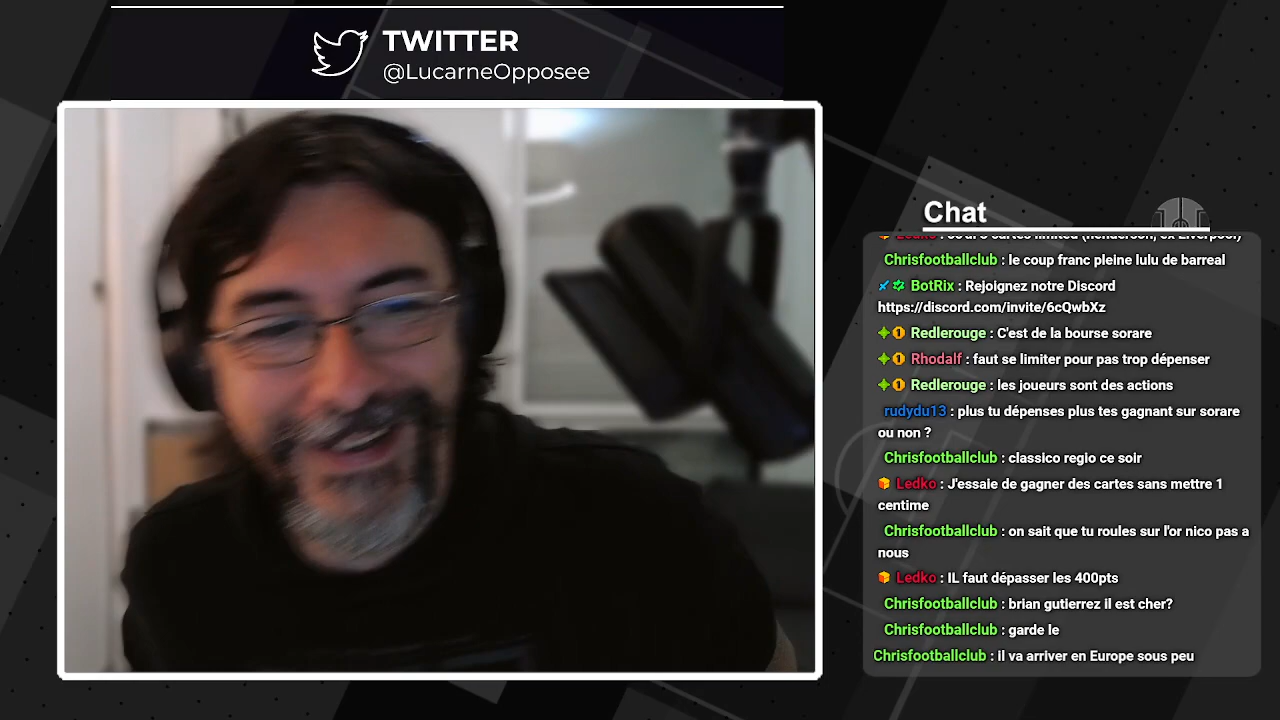 TWITTER
@LucarneOpposee
Chat
Chrisfootballclub : le coup franc pleine lulu de barreal
BotRix : Rejoignez notre Discord
https://discord.com/invite/6cQwbXz
Redlerouge : C'est de la bourse sorare
Rhodalf : faut se limiter pour pas trop dépenser
Redlerouge : les joueurs sont des actions
rudydu13 : plus tu dépenses plus tes gagnant sur sorare
ou non ?
Chrisfootballclub : classico regio ce soir
Ledko : J'essaie de gagner des cartes sans mettre 1
centime
Chrisfootballclub : on sait que tu roules sur l'or nico pas a
nous
Ledko : IL faut dépasser les 400pts
Chrisfootballclub : brian gutierrez il est cher?
Chrisfootballclub : garde le
Chrisfootballclub : il va arriver en Europe sous peu